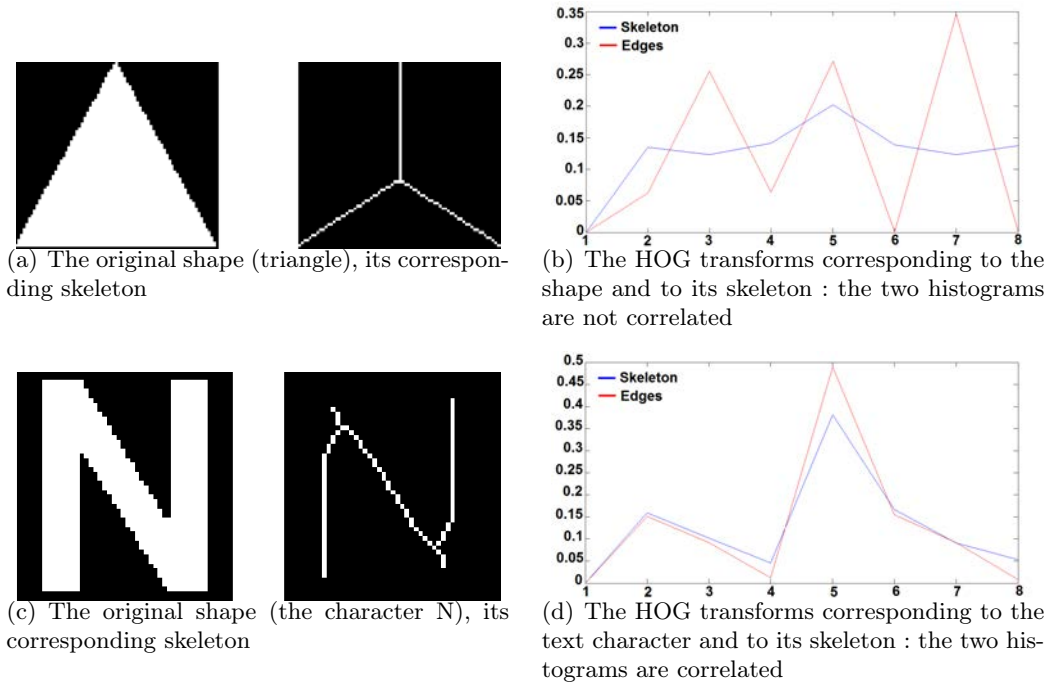 0.35
0.3
0.25
0.2
0.15
0.1
0.05
0
Skeleton
Edges
1 2 3 4 5 6 7 8
(a) The original shape (triangle), its correspon-
ding skeleton
(b) The HOG transforms corresponding to the
shape and to its skeleton : the two histograms
are not correlated
N
0.5
0.45
0.4
0.35
0.3
0.25
0.2
0.15
0.1
0.05
0
Skeleton
Edges
1 2 3 4 5 6 7 8
(c) The original shape (the character N), its
corresponding skeleton
(d) The HOG transforms corresponding to the
text character and to its skeleton : the two his-
tograms are correlated